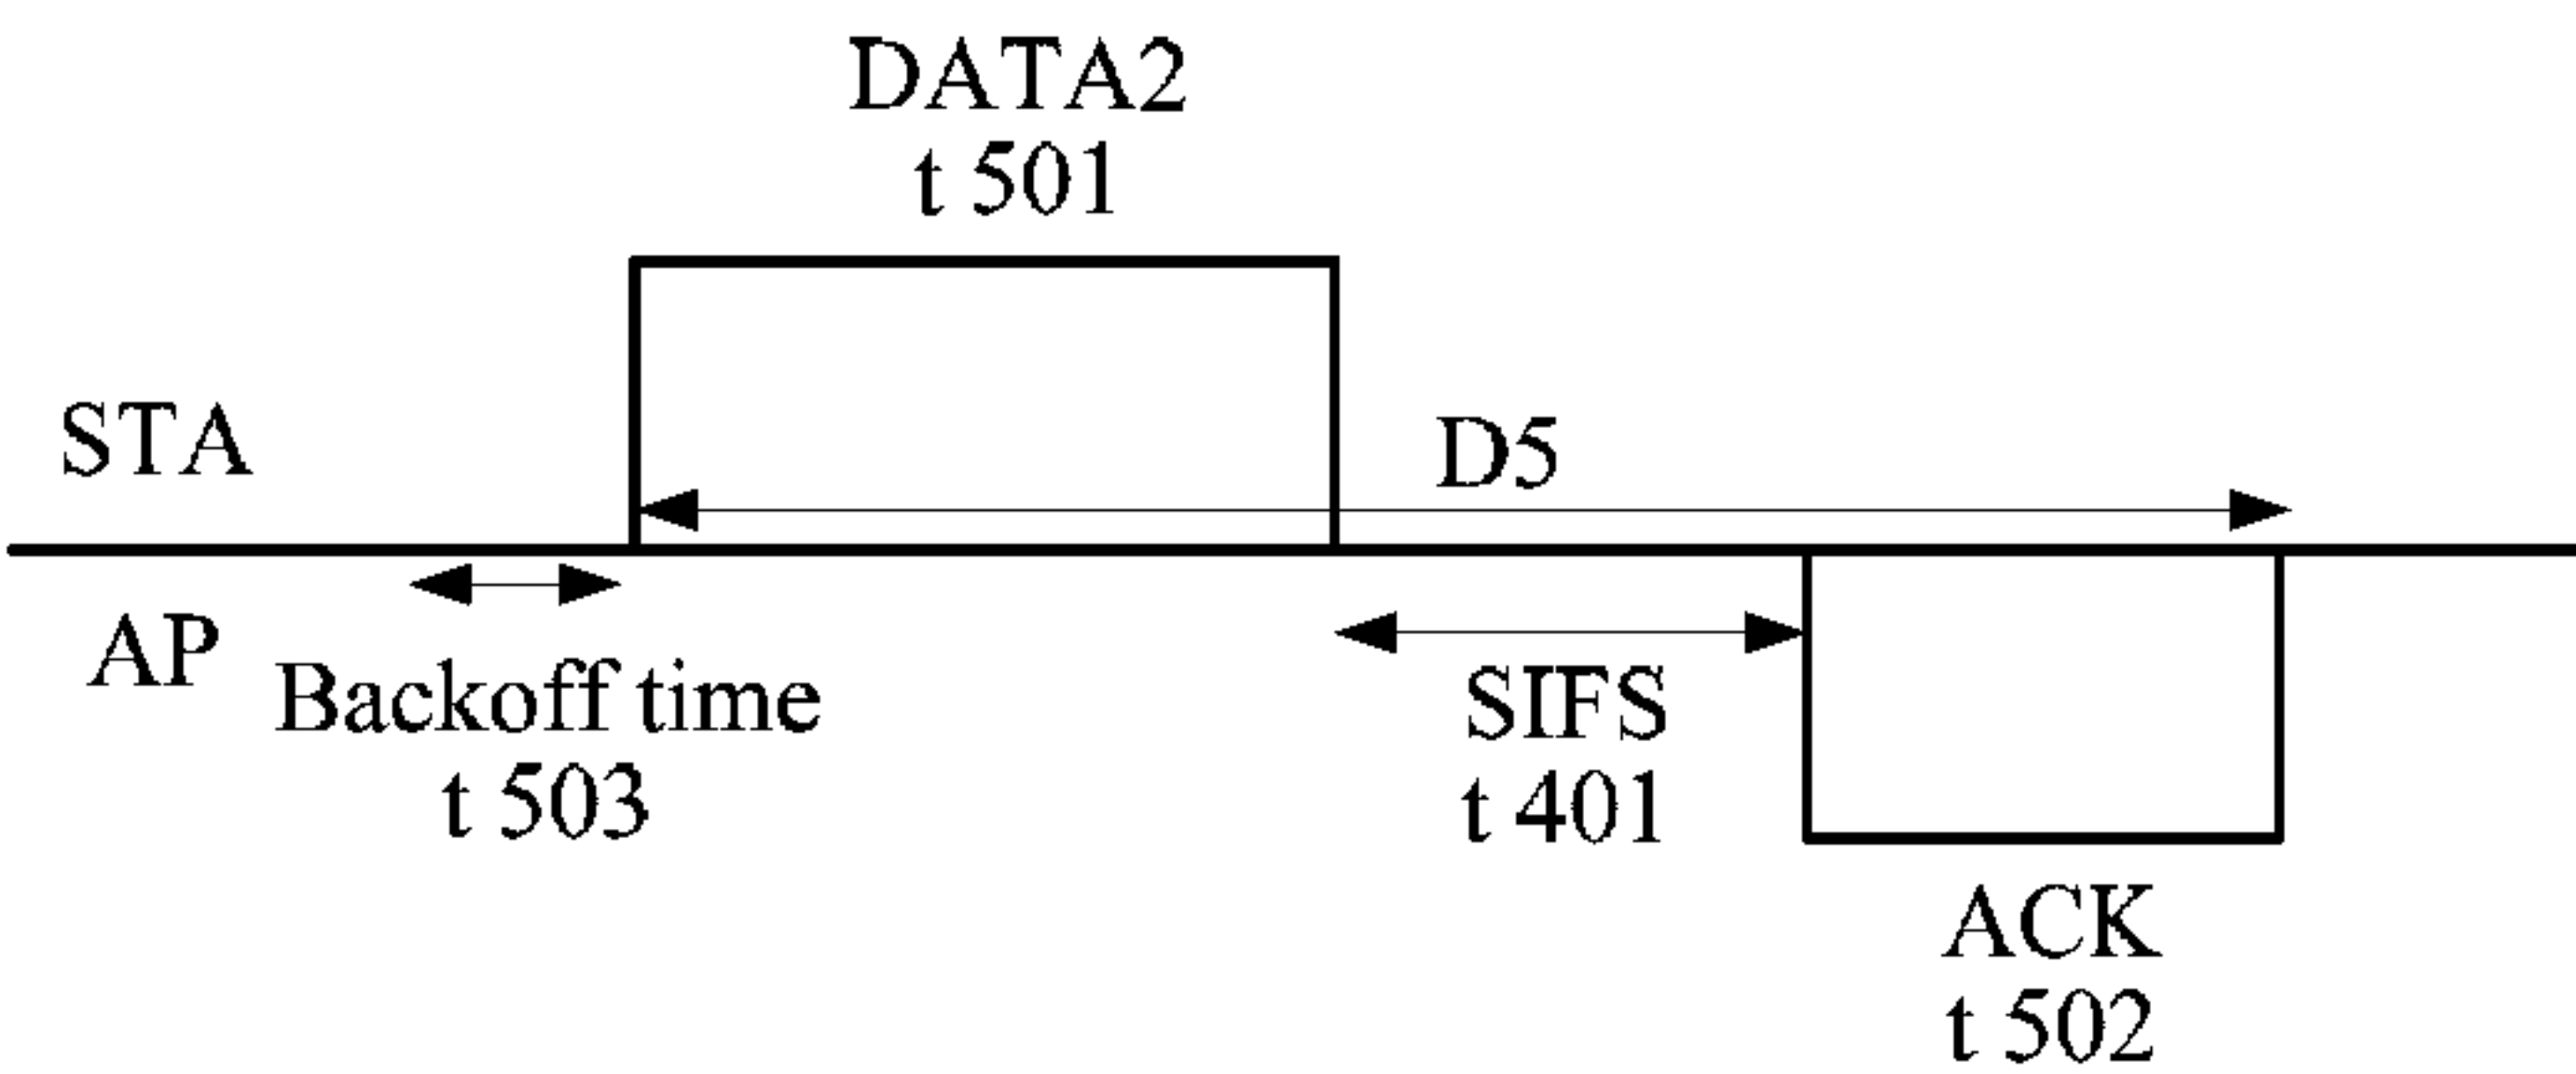 DATA2
t 501
STA
D5
AP
Backoff time
t 503
SIFS
t 401
ACK
t 502